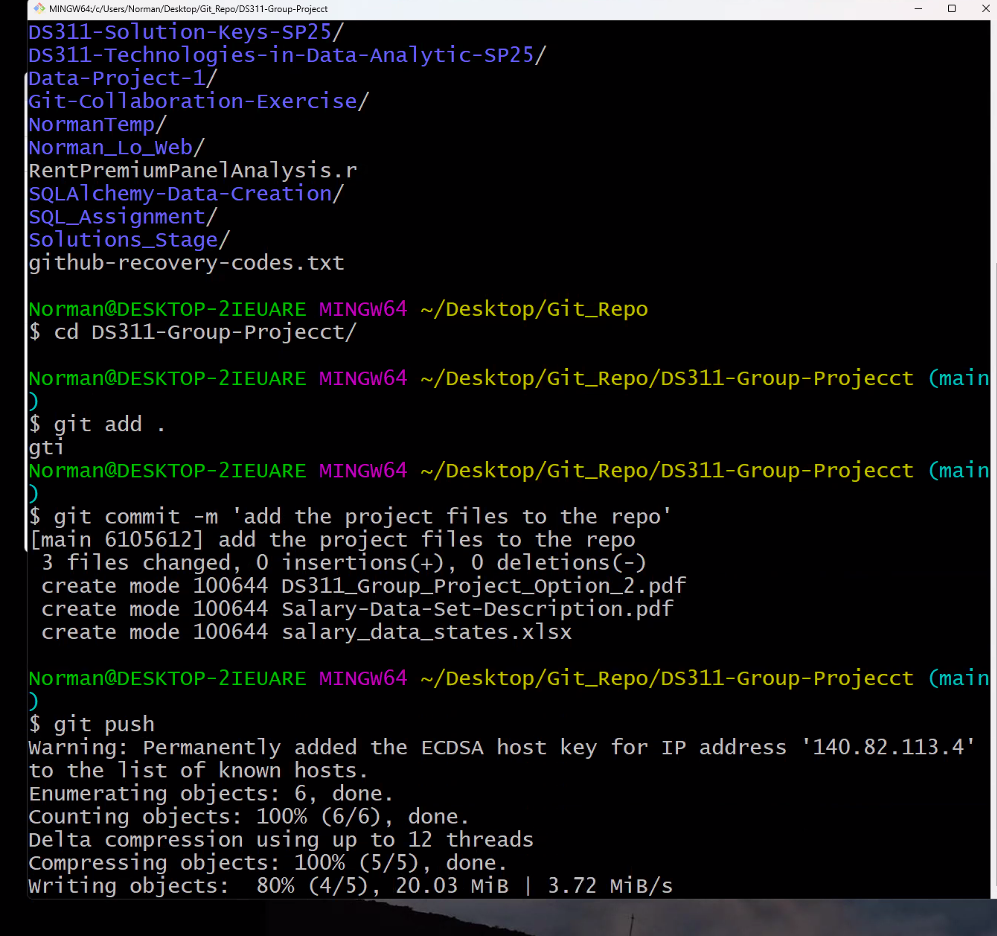 MINGW64:/c/Users/Norman/Desktop/Git_Repo/DS311-Group-Projecct
DS311-Solution-Keys-SP25/
DS311-Technologies-in-Data-Analytic-SP25/
Data-Project-1/
Git-Collaboration-Exercise/
NormanTemp/
Norman_Lo_Web/
RentPremiumPanelAnalysis.r
SQLAlchemy-Data-Creation/
SQL_Assignment/
Solutions_Stage/
github-recovery-codes.txt
Norman@DESKTOP-2IEUARE MINGW64 ~/Desktop/Git_Repo
$ cd DS311-Group-Projecct/
Norman@DESKTOP-2IEUARE MINGW64 ~/Desktop/Git_Repo/DS311-Group-Projecct (main
)
$ git add .
gti
Norman@DESKTOP-2IEUARE MINGW64 ~/Desktop/Git_Repo/DS311-Group-Projecct (main
)
$ git commit -m 'add the project files to the repo'
[main 6105612] add the project files to the repo
3 files changed, 0 insertions(+), 0 deletions(-)
create mode 100644 DS311_Group_Project_Option_2.pdf
create mode 100644 Salary-Data-Set-Description.pdf
create mode 100644 salary_data_states.xlsx
Norman@DESKTOP-2IEUARE MINGW64 ~/Desktop/Git_Repo/DS311-Group-Projecct (main
)
$ git push
Warning: Permanently added the ECDSA host key for IP address '140.82.113.4'
to the list of known hosts.
Enumerating objects: 6, done.
Counting objects: 100% (6/6), done.
Delta compression using up to 12 threads
Compressing objects: 100% (5/5), done.
Writing objects:  80% (4/5), 20.03 MiB | 3.72 MiB/s